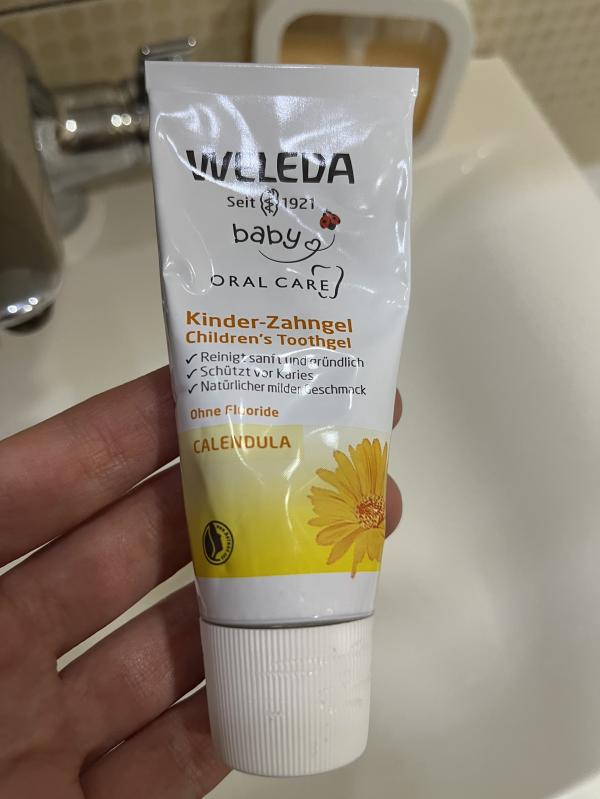 WELEDA
Seit 1921
baby
ORAL CARE
Kinder-Zahngel
Children's Toothgel
✓ Reinigt sanft und gründlich
✓ Schützt vor Karies
✓ Natürlicher milder Geschmack
Ohne Fluoride
CALENDULA